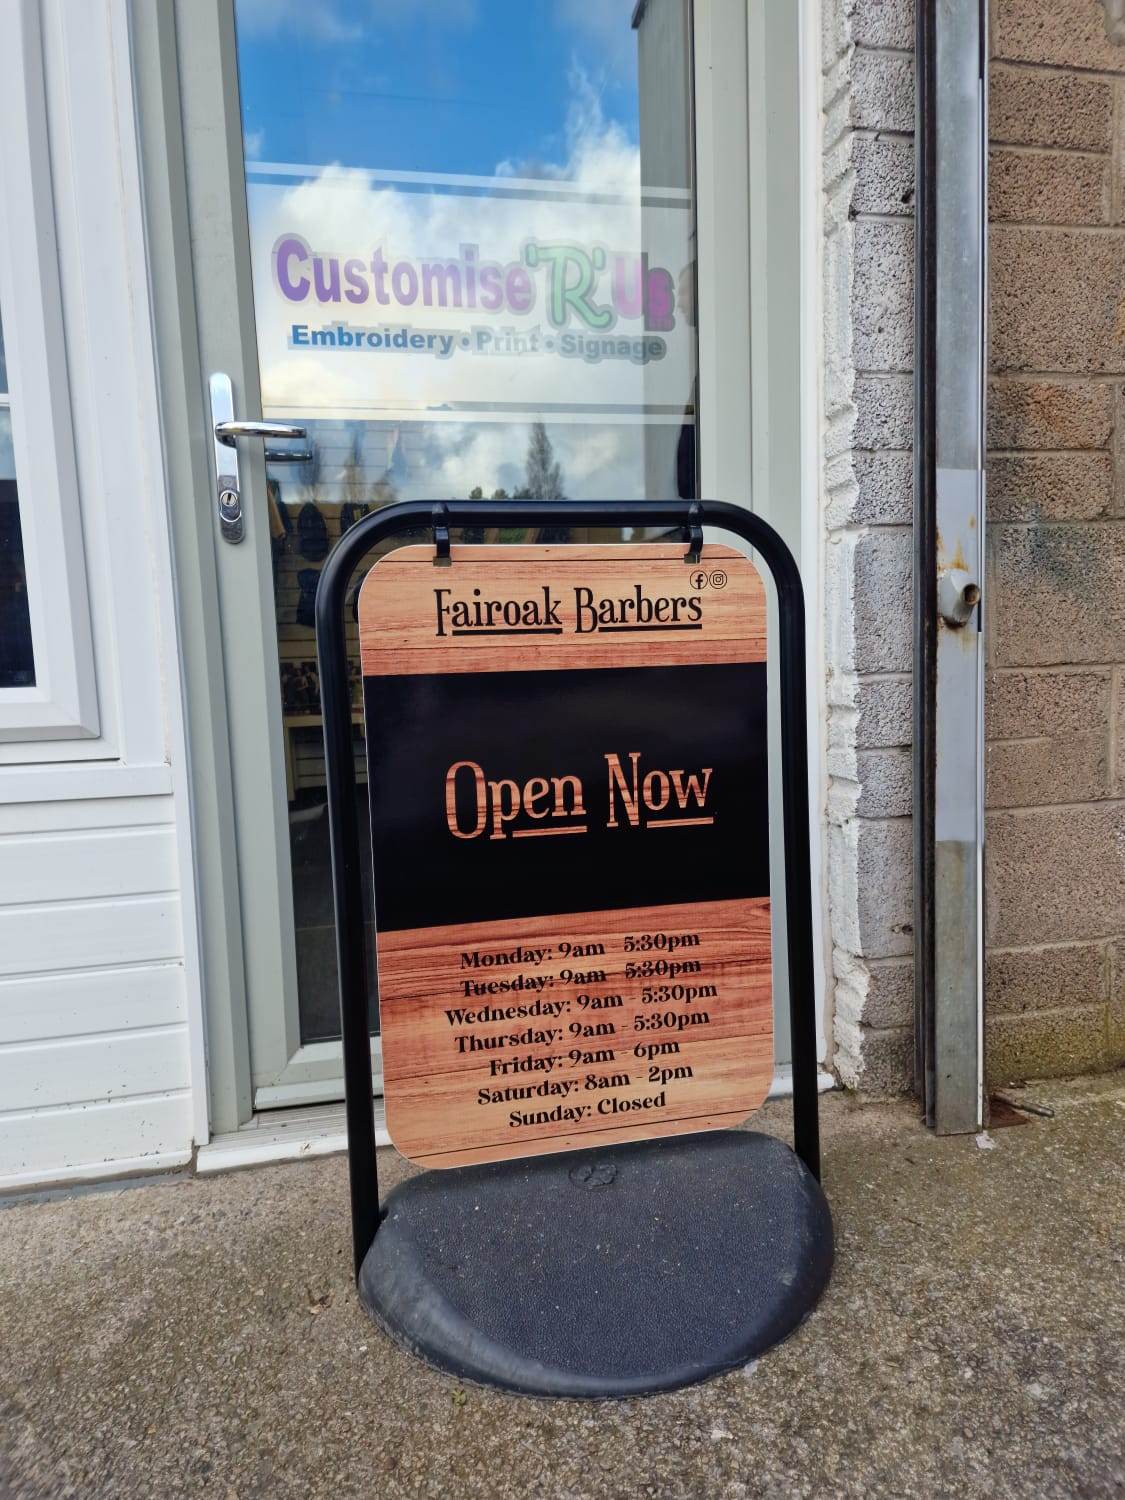 Customise 'R' Us
Embroidery • Print • Signage
Fairoak Barbers
Open Now
Monday: 9am - 5:30pm
Tuesday: 9am - 5:30pm
Wednesday: 9am - 5:30pm
Thursday: 9am - 5:30pm
Friday: 9am - 6pm
Saturday: 8am - 2pm
Sunday: Closed